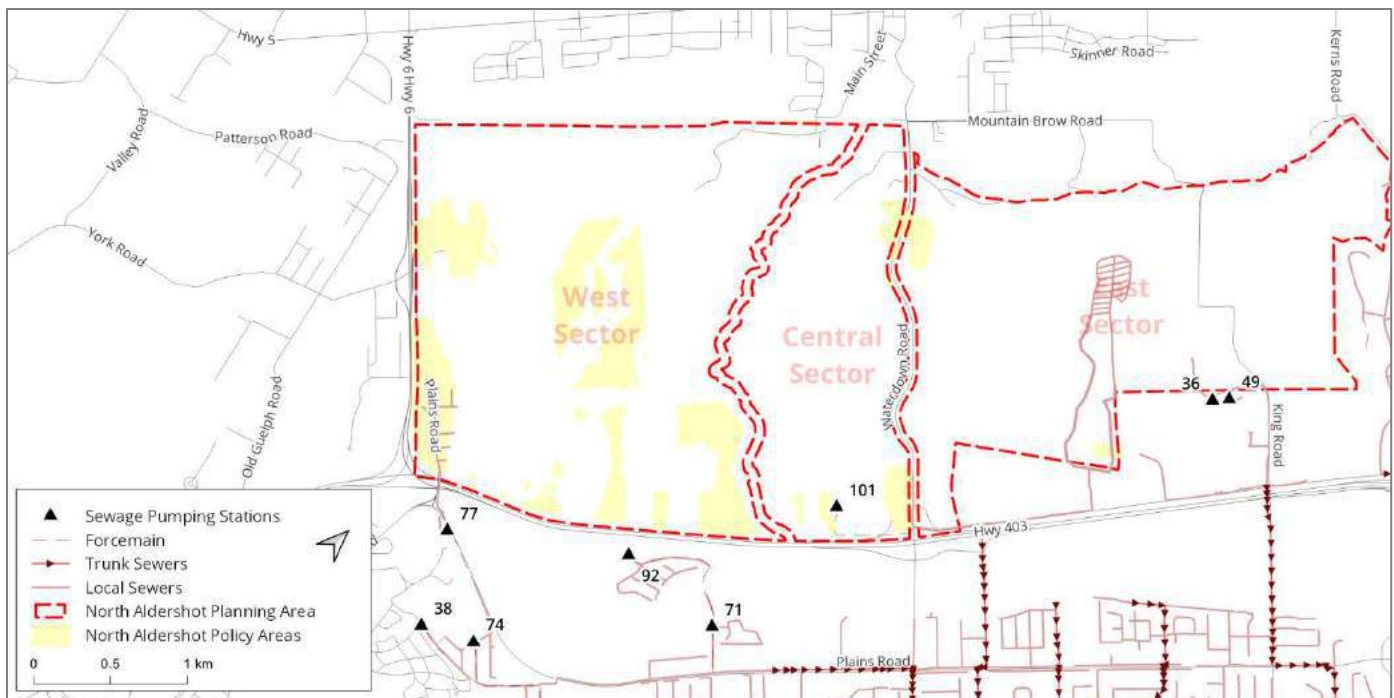 Hwy 5
Hwy 6 Hwy 6
Main Street
Skinner Road
Kerns Road
Valley Road
Patterson Road
Mountain Brow Road
York Road
West
Sector
Central
Sector
Waterdown Road
Sector
36
49
Plains Road
Old Guelph Road
King Road
101
Hwy 403
77
92
38
74
71
Plains Road
Sewage Pumping Stations
Forcemain
Trunk Sewers
Local Sewers
North Aldershot Planning Area
North Aldershot Policy Areas
0 0.5 1 km